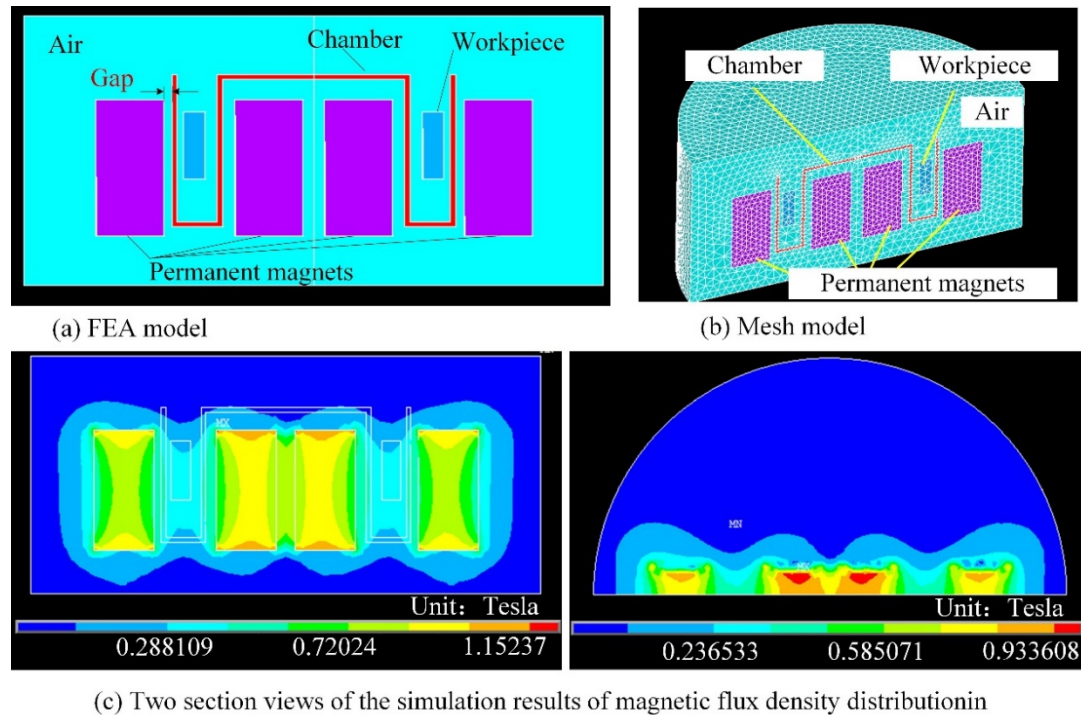 Air
Chamber
Workpiece
Gap
Permanent magnets
(a) FEA model
Chamber
Workpiece
Air
Permanent magnets
(b) Mesh model
MX
Unit: Tesla
0.288109 0.72024 1.15237
MN
MX
Unit: Tesla
0.236533 0.585071 0.933608
(c) Two section views of the simulation results of magnetic flux density distributionin